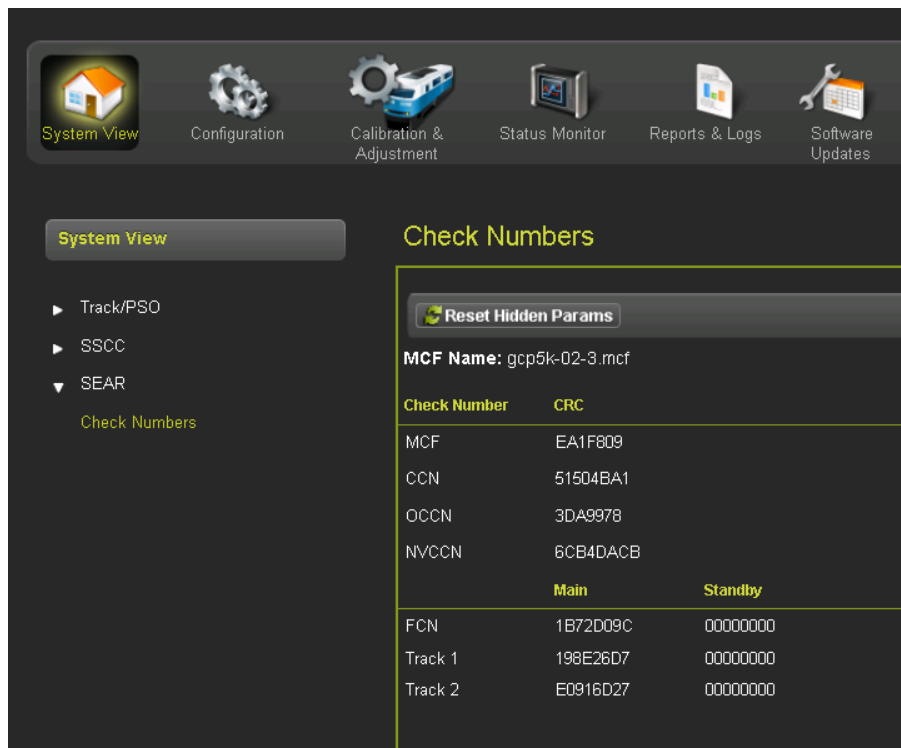 System View
Configuration
Calibration &
Adjustment
Status Monitor
Reports & Logs
Software
Updates
System View
Track/PSO
SSCC
SEAR
Check Numbers
Check Numbers
Reset Hidden Params
MCF Name: gcp5k-02-3.mcf
Check Number CRC
MCF EA1F809
CCN 51504BA1
OCCN 3DA9978
NVCCN 6CB4DACB
Main Standby
FCN 1B72D09C 00000000
Track 1 198E26D7 00000000
Track 2 E0916D27 00000000